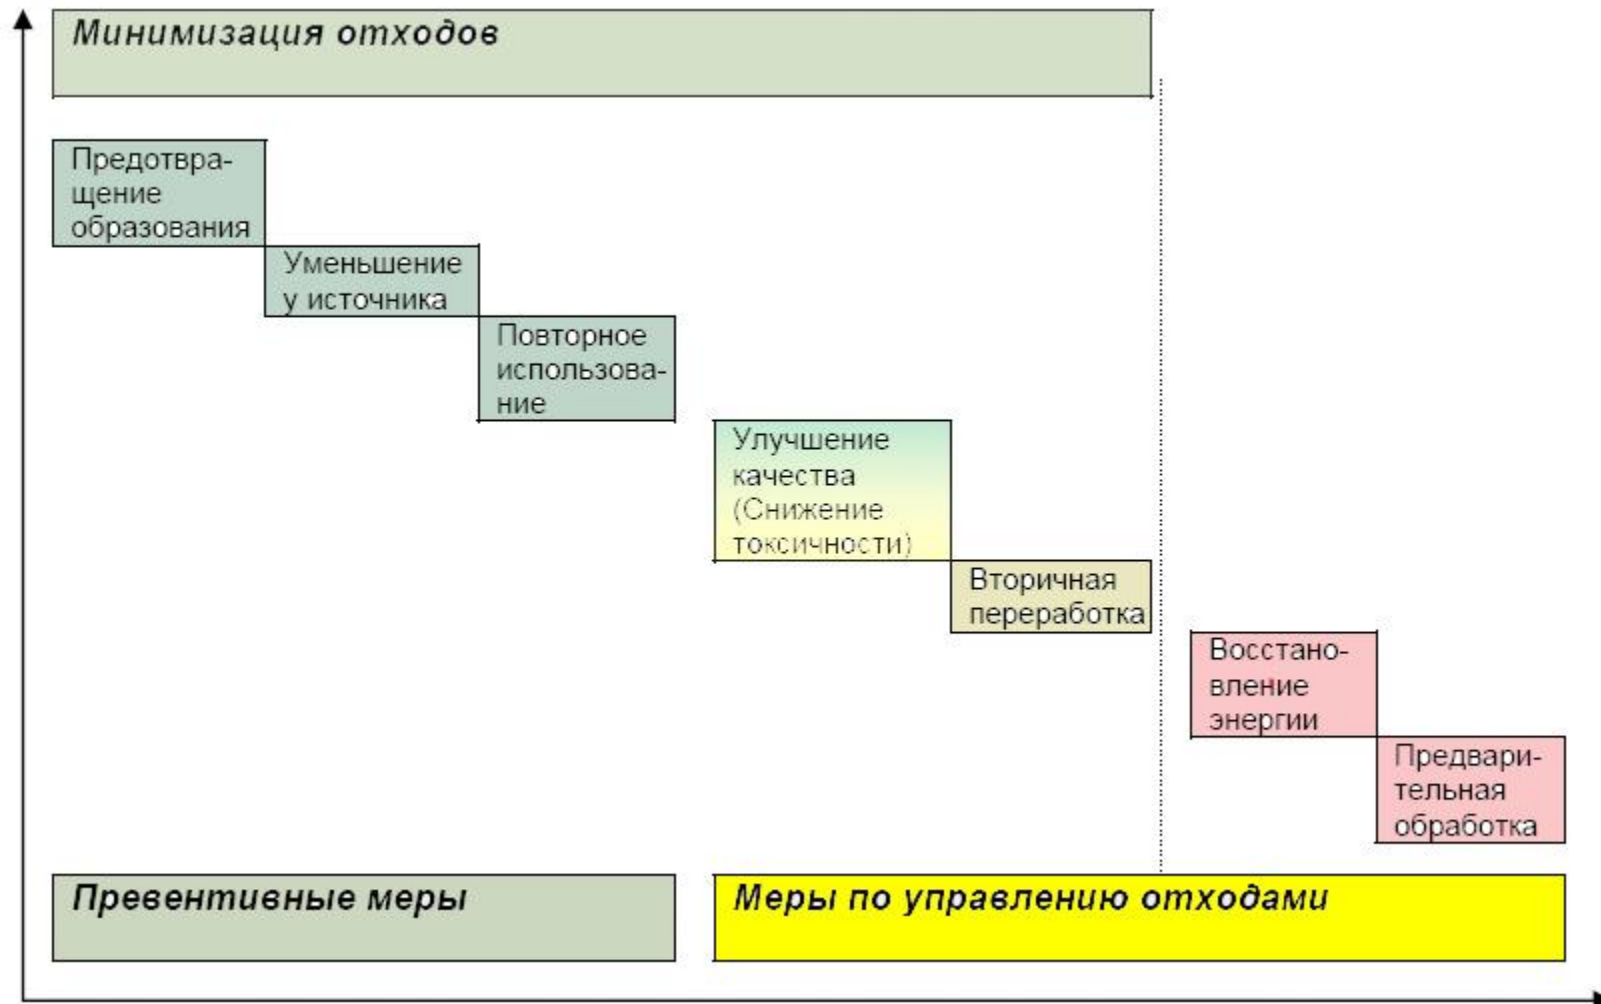 Минимизация отходов
Предотвра-
щение
образования
Уменьшение
у источника
Повторное
использова-
ние
Улучшение
качества
(Снижение
токсичности)
Вторичная
переработка
Восстано-
вление
энергии
Предвари-
тельная
обработка
Превентивные меры
Меры по управлению отходами